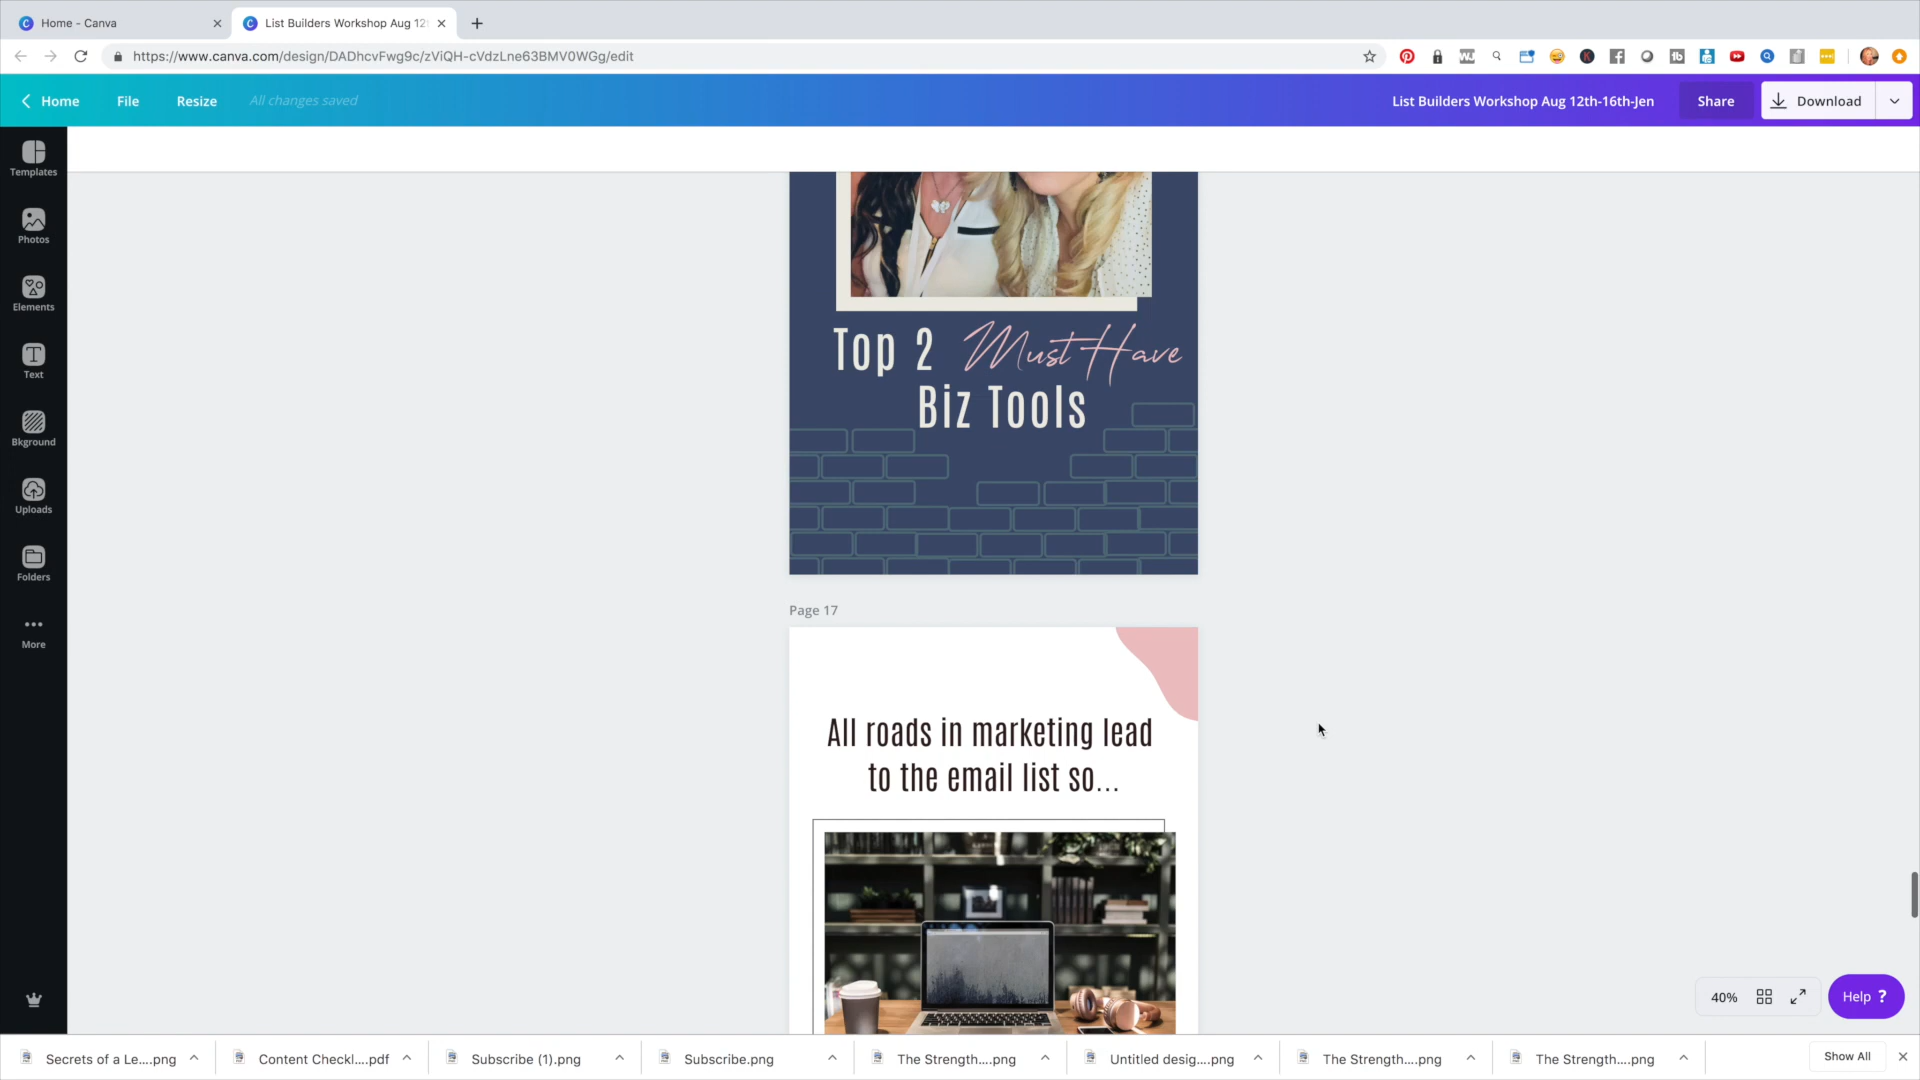 Home - Canva
List Builders Workshop Aug 12
https://www.canva.com/design/DADhcvFwg9c/zViQH-cVdzLne63BMV0WGg/edit
Home
File
Resize
All changes saved
List Builders Workshop Aug 12th-16th-Jen
Share
Download
Templates
Photos
Elements
Text
Bkground
Uploads
Folders
More
Top 2 Must Have
Biz Tools
Page 17
All roads in marketing lead
to the email list so...
40%
Help ?
Secrets of a Le....png
Content Checkl....pdf
Subscribe (1).png
Subscribe.png
The Strength....png
Untitled desig....png
The Strength....png
The Strength....png
Show All